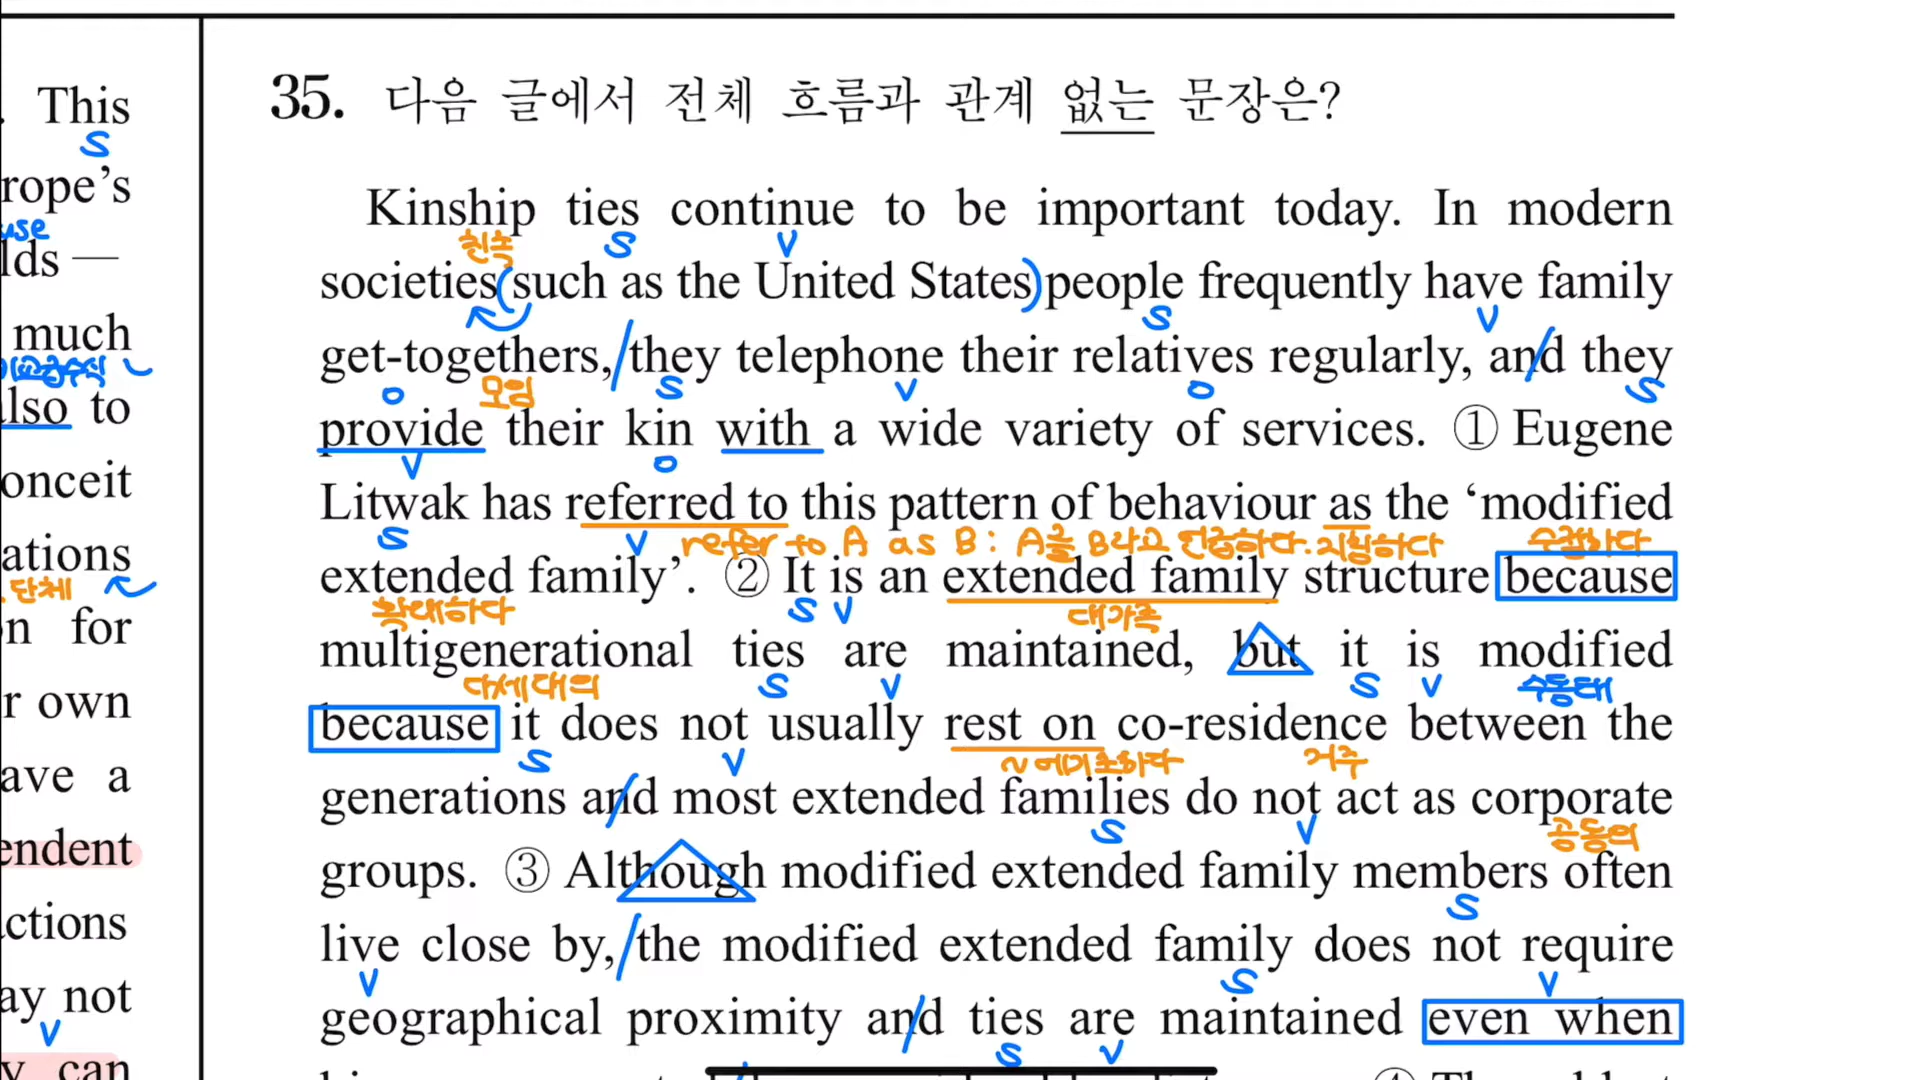 . This
S
rope's
use
lds —
much
also to
onceit
ations
단체
n for
r own
ave a
endent
ctions
ay not
V
y can
35. 다음 글에서 전체 흐름과 관계 없는 문장은?
Kinship ties continue to be important today. In modern
친족 S V
societies (such as the United States) people frequently have family
S V
get-togethers, / they telephone their relatives regularly, and they
O 모임 S V O S
provide their kin with a wide variety of services. ① Eugene
V O
Litwak has referred to this pattern of behaviour as the ‘modified
S V refer to A as B : A를 B라고 언급하다. 지칭하다 수정하다
extended family’. ② It is an extended family structure because
확대하다 S V 대가족
multigenerational ties are maintained, but it is modified
다세대의 S V S V 수동태
because it does not usually rest on co-residence between the
S V ~에 기초하다 거주
generations and most extended families do not act as corporate
S V 공동의
groups. ③ Although modified extended family members often
S
live close by, / the modified extended family does not require
V S V
geographical proximity and ties are maintained even when
S V